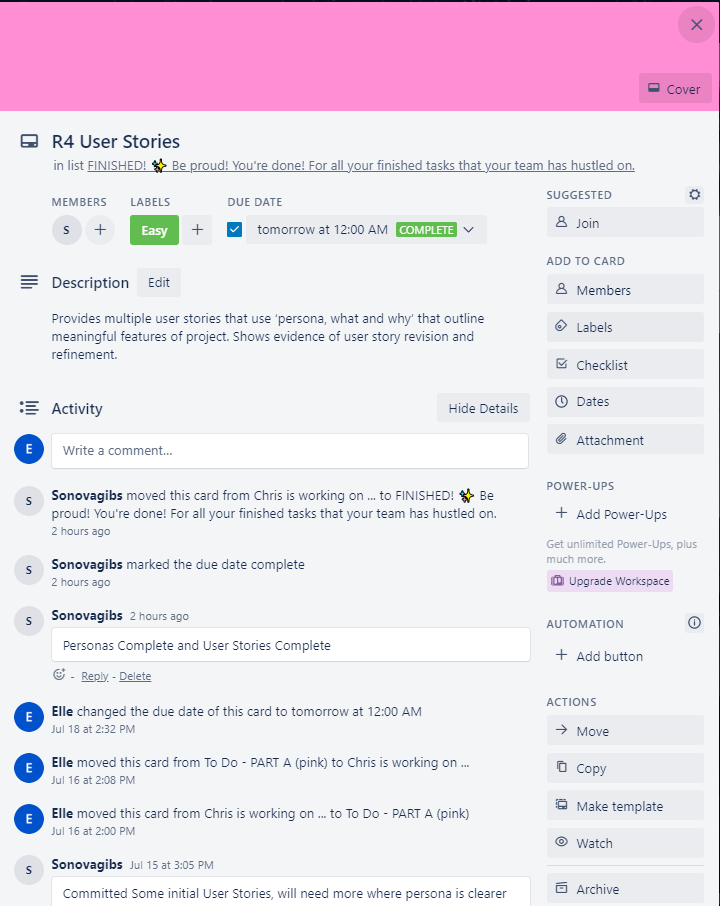 Cover
R4 User Stories
in list FINISHED! ✨ Be proud! You're done! For all your finished tasks that your team has hustled on.
MEMBERS
LABELS
DUE DATE
S
Easy
tomorrow at 12:00 AM COMPLETE
Description
Edit
Provides multiple user stories that use ‘persona, what and why’ that outline
meaningful features of project. Shows evidence of user story revision and
refinement.
Activity
Hide Details
E
Write a comment...
S
Sonovagibs moved this card from Chris is working on ... to FINISHED! ✨ Be
proud! You're done! For all your finished tasks that your team has hustled on.
2 hours ago
S
Sonovagibs marked the due date complete
2 hours ago
S
Sonovagibs 2 hours ago
Personas Complete and User Stories Complete
- Reply - Delete
E
Elle changed the due date of this card to tomorrow at 12:00 AM
Jul 18 at 2:32 PM
E
Elle moved this card from To Do - PART A (pink) to Chris is working on ...
Jul 16 at 2:08 PM
E
Elle moved this card from Chris is working on ... to To Do - PART A (pink)
Jul 16 at 2:00 PM
S
Sonovagibs Jul 15 at 3:05 PM
Committed Some initial User Stories, will need more where persona is clearer
SUGGESTED
Join
ADD TO CARD
Members
Labels
Checklist
Dates
Attachment
POWER-UPS
+ Add Power-Ups
Get unlimited Power-Ups, plus
much more.
Upgrade Workspace
AUTOMATION
+ Add button
ACTIONS
Move
Copy
Make template
Watch
Archive